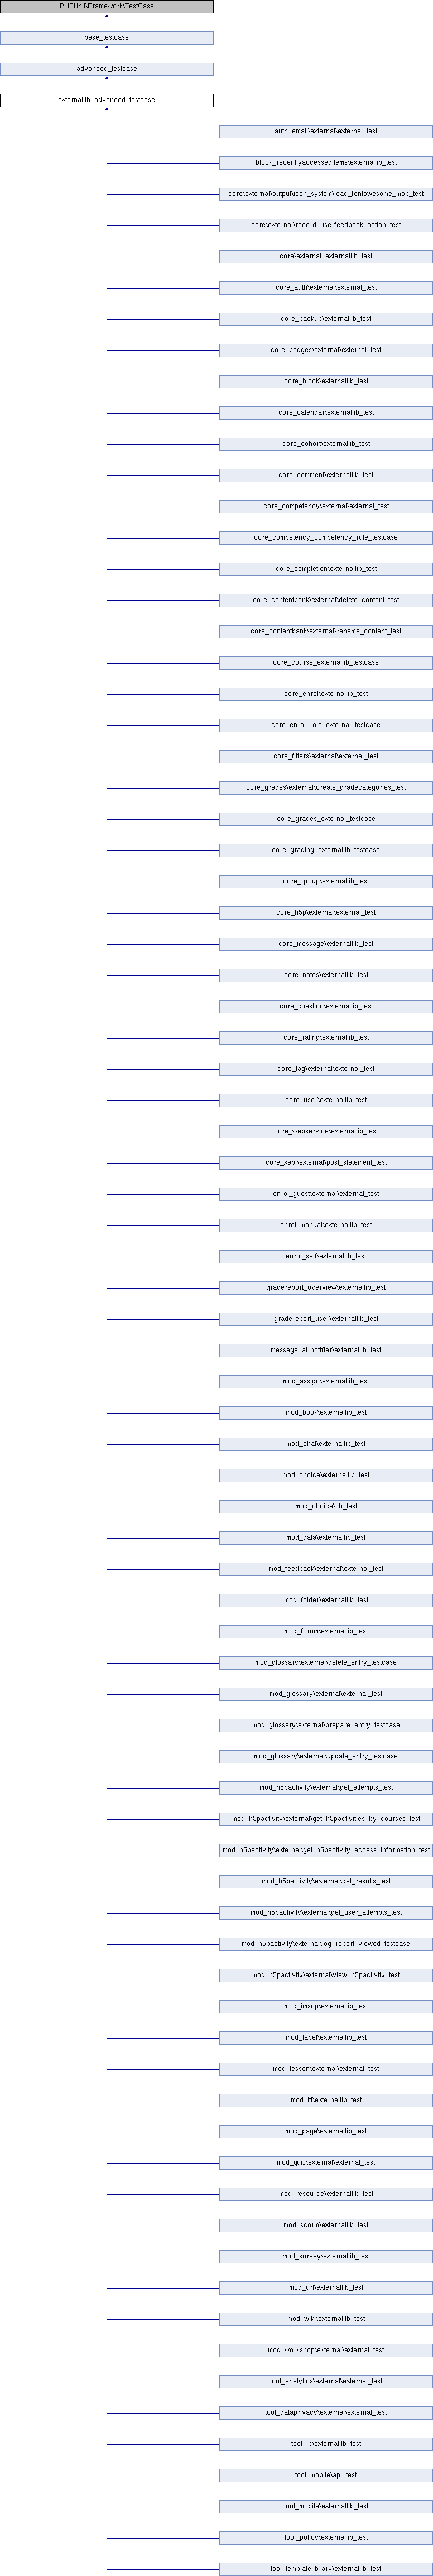 PHPUnit\Framework\TestCase
base_testcase
advanced_testcase
externallib_advanced_testcase
auth_email\external\external_test
block_recentlyaccesseditems\externallib_test
core\external\output\icon_system\load_fontawesome_map_test
core\external\record_userfeedback_action_test
core\external_externallib_test
core_auth\external\external_test
core_backup\externallib_test
core_badges\external\external_test
core_block\externallib_test
core_calendar\externallib_test
core_cohort\externallib_test
core_comment\externallib_test
core_competency\external\external_test
core_competency_competency_rule_testcase
core_completion\externallib_test
core_contentbank\external\delete_content_test
core_contentbank\external\rename_content_test
core_course_externallib_testcase
core_enrol\externallib_test
core_enrol_role_external_testcase
core_filters\external\external_test
core_grades\external\create_gradecategories_test
core_grades_external_testcase
core_grading_externallib_testcase
core_group\externallib_test
core_h5p\external\external_test
core_message\externallib_test
core_notes\externallib_test
core_question\externallib_test
core_rating\externallib_test
core_tag\external\external_test
core_user\externallib_test
core_webservice\externallib_test
core_xapi\external\post_statement_test
enrol_guest\external\external_test
enrol_manual\externallib_test
enrol_self\externallib_test
gradereport_overview\externallib_test
gradereport_user\externallib_test
message_airnotifier\externallib_test
mod_assign\externallib_test
mod_book\externallib_test
mod_chat\externallib_test
mod_choice\externallib_test
mod_choice\lib_test
mod_data\externallib_test
mod_feedback\external\external_test
mod_folder\externallib_test
mod_forum\externallib_test
mod_glossary\external\delete_entry_testcase
mod_glossary\external\external_test
mod_glossary\external\prepare_entry_testcase
mod_glossary\external\update_entry_testcase
mod_h5pactivity\external\get_attempts_test
mod_h5pactivity\external\get_h5pactivities_by_courses_test
mod_h5pactivity\external\get_h5pactivity_access_information_test
mod_h5pactivity\external\get_results_test
mod_h5pactivity\external\get_user_attempts_test
mod_h5pactivity\external\log_report_viewed_testcase
mod_h5pactivity\external\view_h5pactivity_test
mod_imscp\externallib_test
mod_label\externallib_test
mod_lesson\external\external_test
mod_lti\externallib_test
mod_page\externallib_test
mod_quiz\external\external_test
mod_resource\externallib_test
mod_scorm\externallib_test
mod_survey\externallib_test
mod_url\externallib_test
mod_wiki\externallib_test
mod_workshop\external\external_test
tool_analytics\external\external_test
tool_dataprivacy\external\external_test
tool_lp\externallib_test
tool_mobile\api_test
tool_mobile\externallib_test
tool_policy\externallib_test
tool_templatelibrary\externallib_test